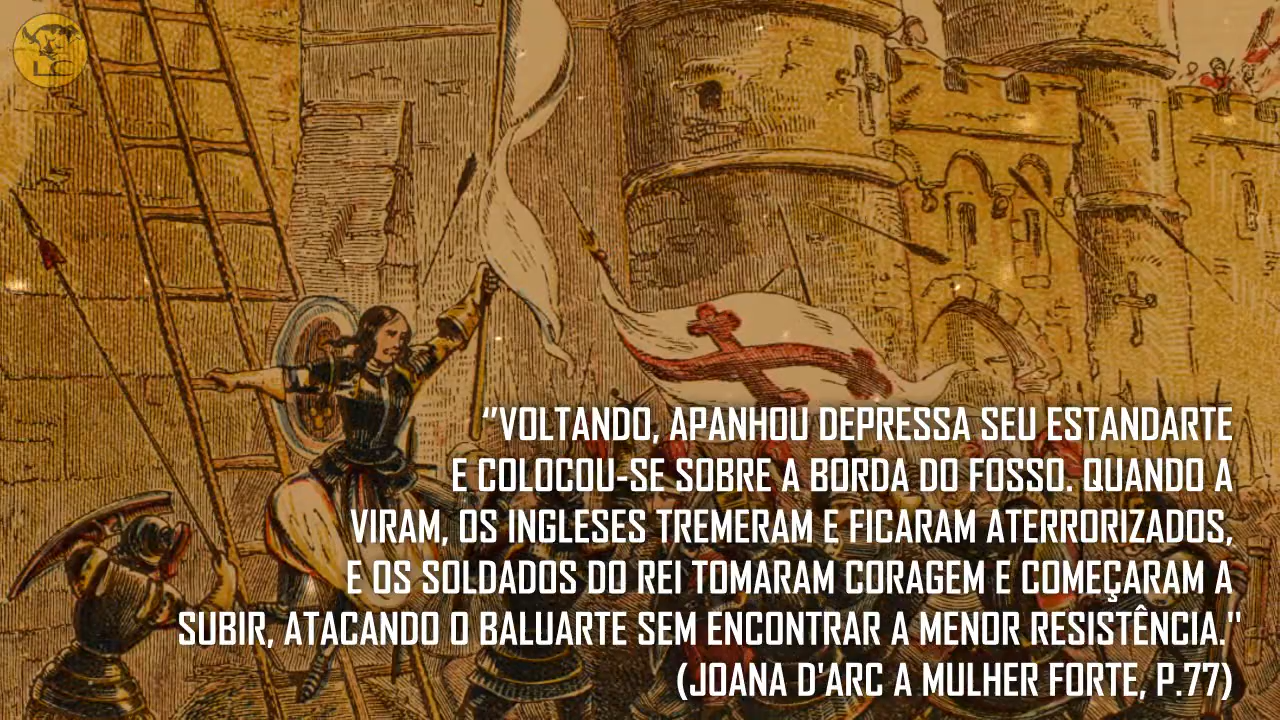 LC
“VOLTANDO, APANHOU DEPRESSA SEU ESTANDARTE
E COLOCOU-SE SOBRE A BORDA DO FOSSO. QUANDO A
VIRAM, OS INGLESES TREMERAM E FICARAM ATERRORIZADOS,
E OS SOLDADOS DO REI TOMARAM CORAGEM E COMEÇARAM A
SUBIR, ATACANDO O BALUARTE SEM ENCONTRAR A MENOR RESISTÊNCIA."
(JOANA D'ARC A MULHER FORTE, P.77)